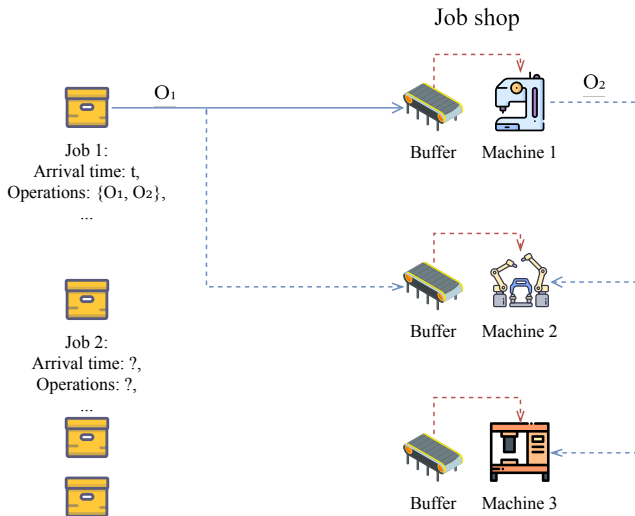 Job shop
O₁
O₂
Buffer
Machine 1
Job 1:
Arrival time: t,
Operations: {O₁, O₂},
...
Buffer
Machine 2
Job 2:
Arrival time: ?,
Operations: ?,
...
Buffer
Machine 3